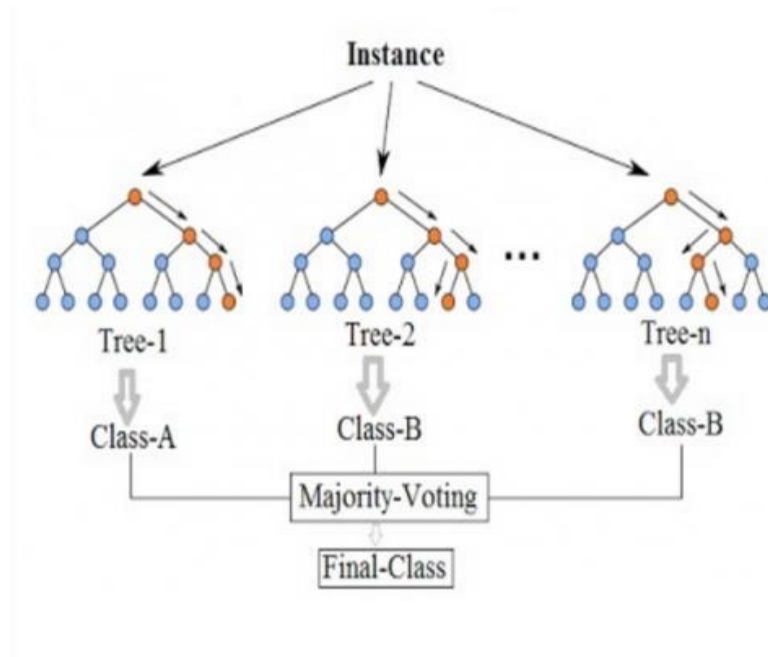 Instance
...
Tree-1
Tree-2
Tree-n
Class-A
Class-B
Class-B
Majority-Voting
Final-Class